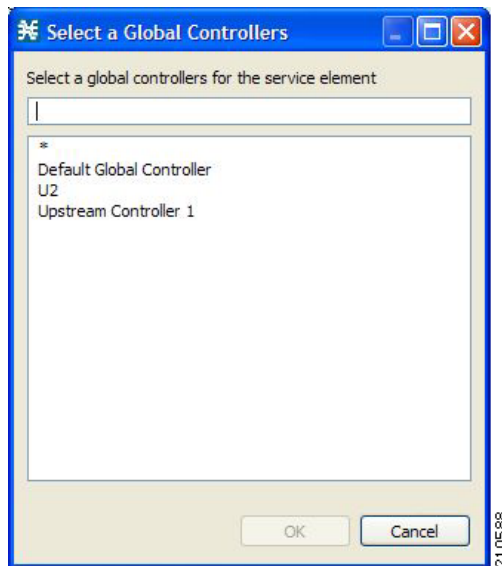 Select a Global Controllers
Select a global controllers for the service element
*
Default Global Controller
U2
Upstream Controller 1
OK
Cancel
210588